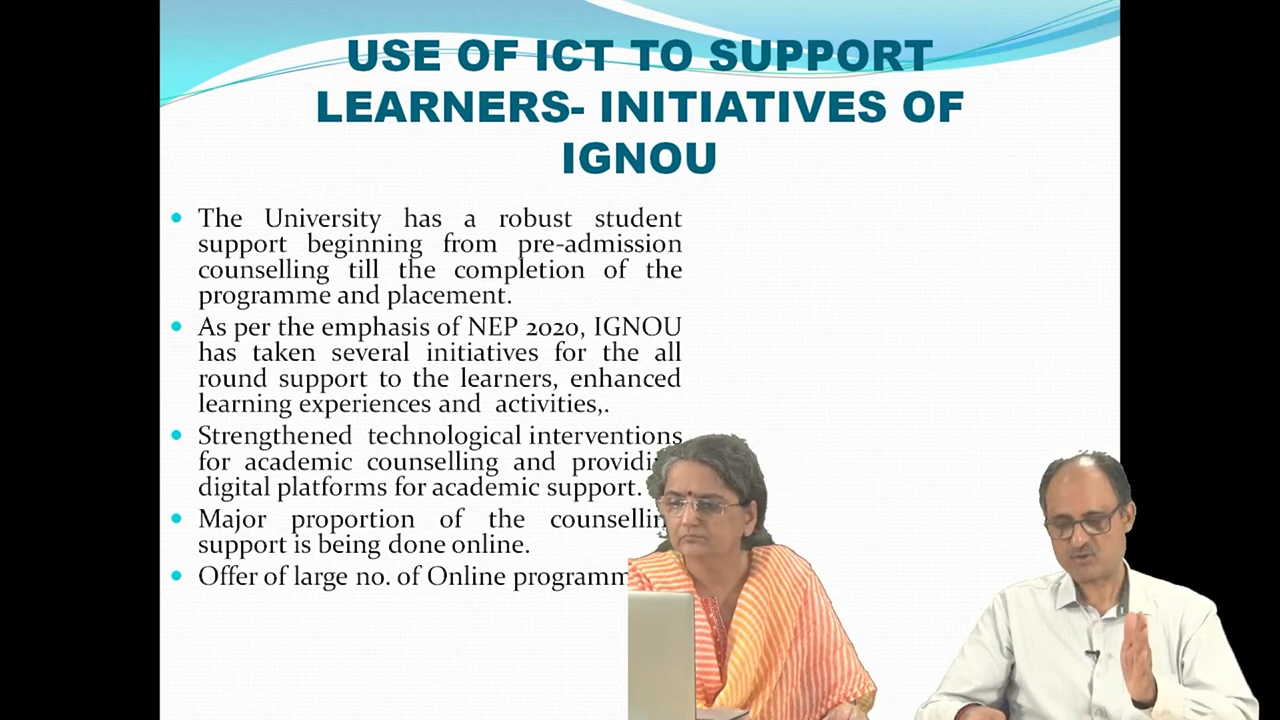 USE OF ICT TO SUPPORT
LEARNERS- INITIATIVES OF
IGNOU
• The University has a robust student
support beginning from pre-admission
counselling till the completion of the
programme and placement.
• As per the emphasis of NEP 2020, IGNOU
has taken several initiatives for the all
round support to the learners, enhanced
learning experiences and activities,.
• Strengthened technological interventions
for academic counselling and
digital platforms for academic support.
• Major proportion of the
support is being done online.
• Offer of large no. of Online